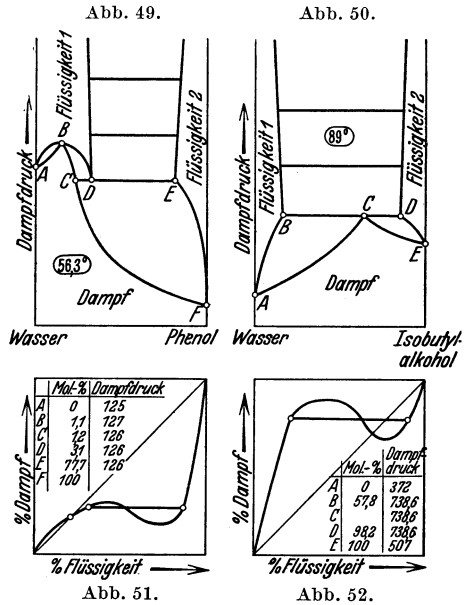 Abb. 49.
Abb. 50.
Dampfdruck
Flüssigkeit 1
Flüssigkeit 2
A
B
C
D
E
F
56,3°
Dampf
Wasser
Phenol
Dampfdruck
Flüssigkeit 1
Flüssigkeit 2
89°
Dampf
A
B
C
D
E
Wasser
Isobutyl-
alkohol
Mol-% Dampfdruck
A 0 125
B 1,1 127
C 1,2 126
D 3,1 126
E 77,7 126
F 100
% Dampf
% Flüssigkeit
Abb. 51.
Mol-% Dampf-
druck
A 0 372
B 57,8 738,6
C 738,6
D 98,2 738,6
E 100 507
% Dampf
% Flüssigkeit
Abb. 52.